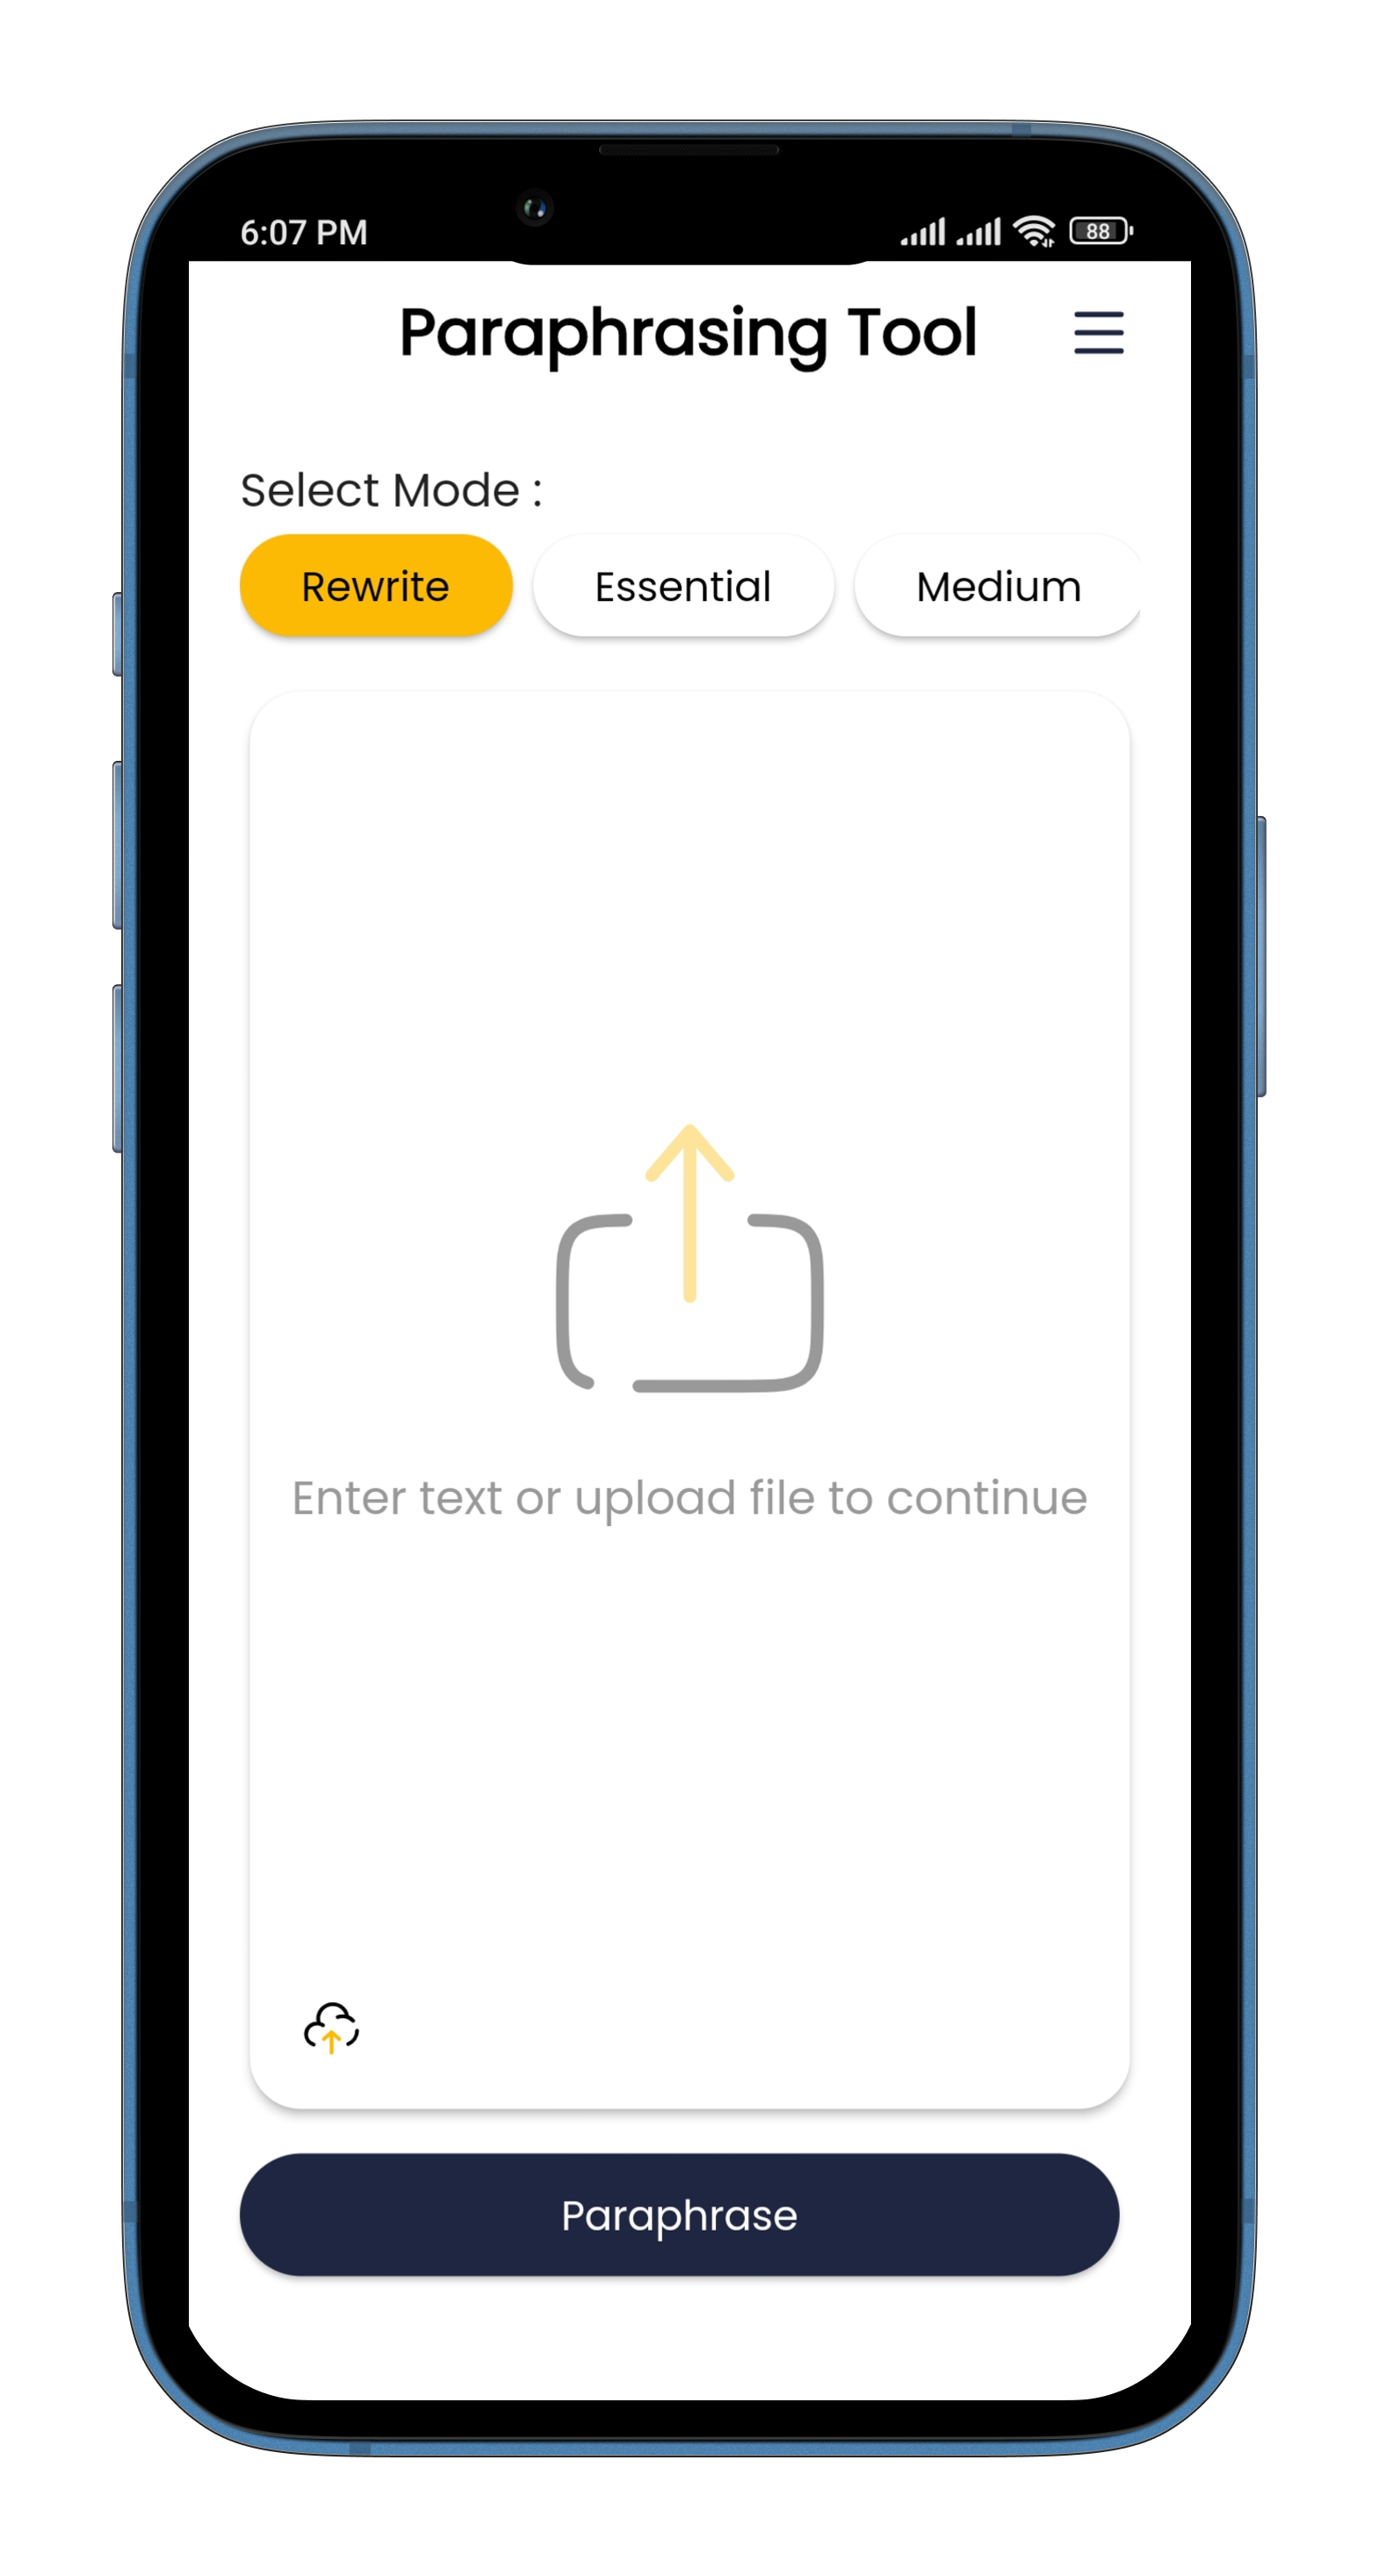 6:07 PM 88
Paraphrasing Tool
Select Mode :
Rewrite Essential Medium
Enter text or upload file to continue
Paraphrase